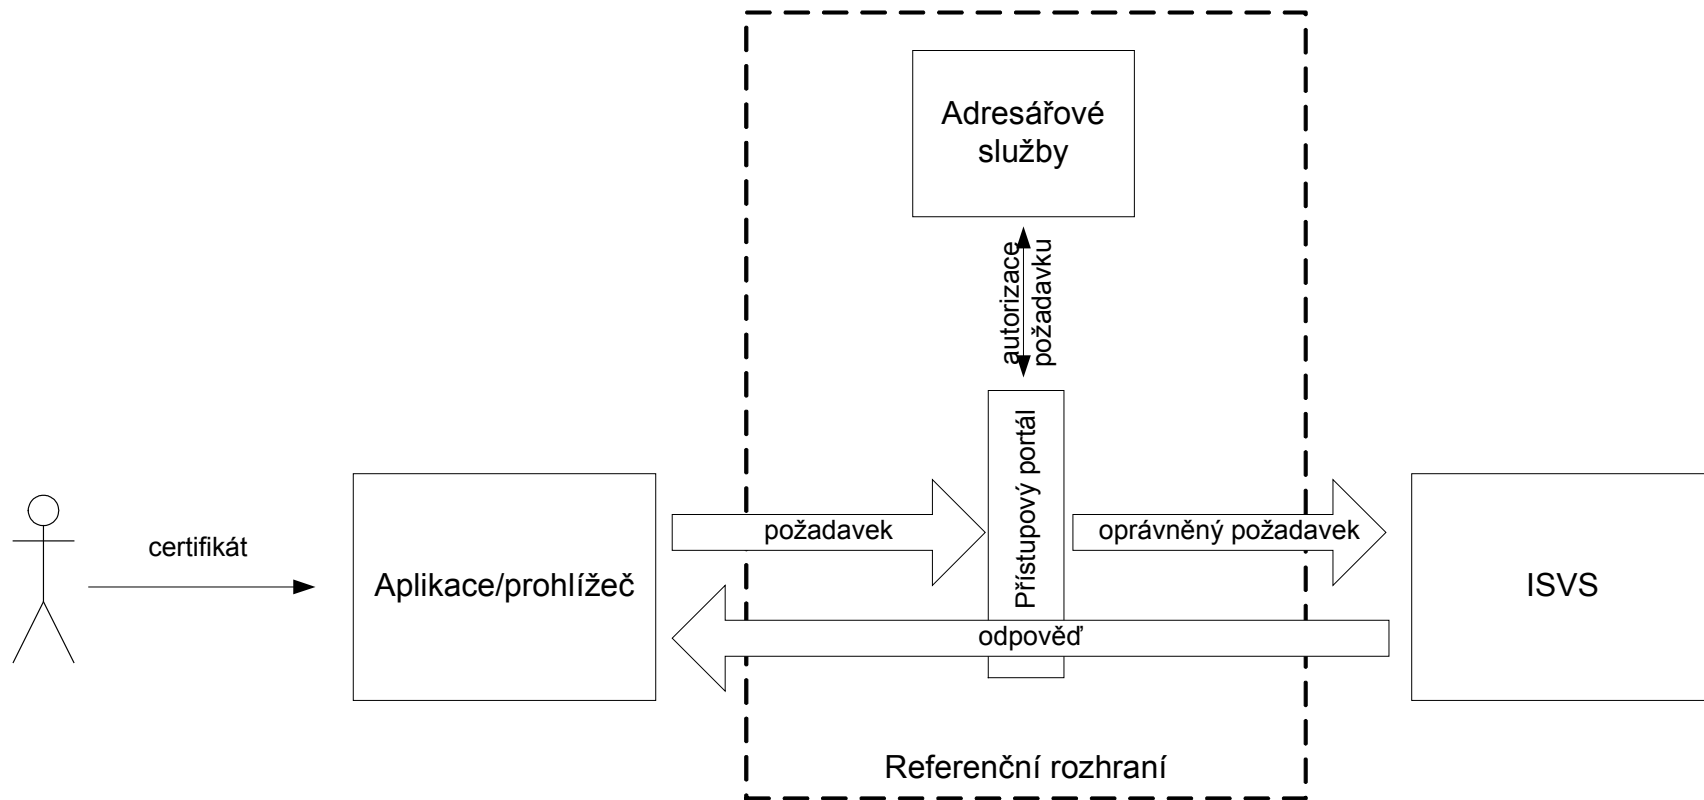 Adresářové
služby
autorizace
požadavku
Přístupový portál
certifikát
Aplikace/prohlížeč
požadavek
oprávněný požadavek
ISVS
odpověď
Referenční rozhraní